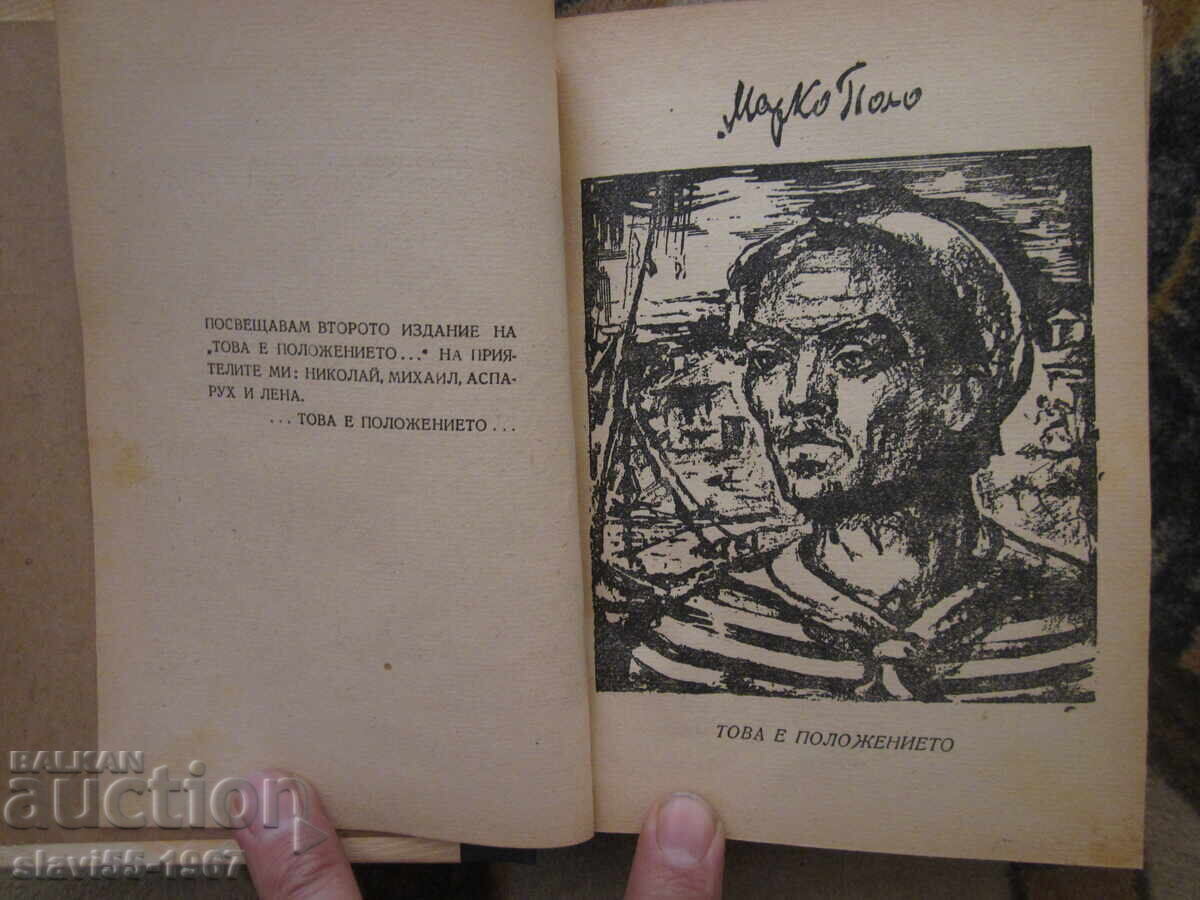 ПОСВЕЩАВАМ ВТОРОТО ИЗДАНИЕ НА
„ТОВА Е ПОЛОЖЕНИЕТО...“ НА ПРИЯ-
ТЕЛИТЕ МИ: НИКОЛАЙ, МИХАИЛ, АСПА-
РУХ И ЛЕНА.
...ТОВА Е ПОЛОЖЕНИЕТО...
Марко Поло
ТОВА Е ПОЛОЖЕНИЕТО
BALKAN
auction
slavi55-1967